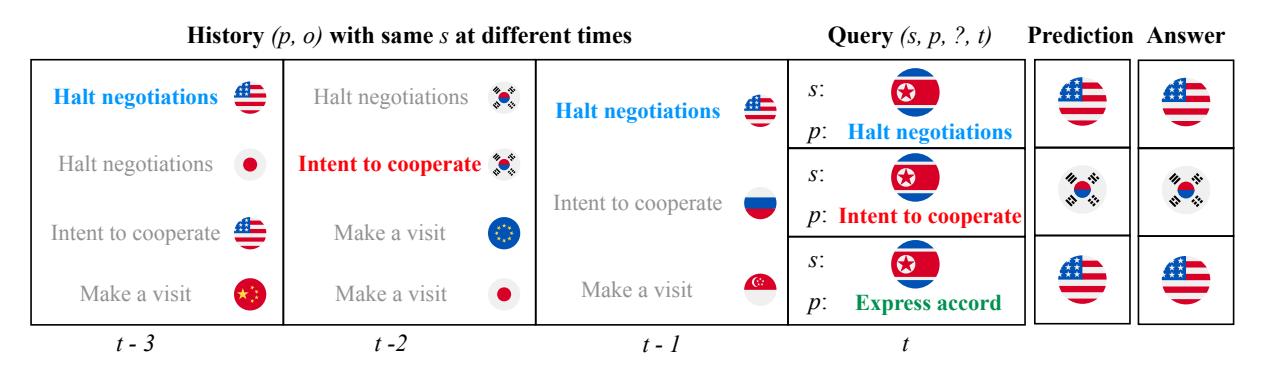 History (p, o) with same s at different times
Query (s, p, ?, t)
Prediction
Answer
Halt negotiations
Halt negotiations
Intent to cooperate
Make a visit
t - 3
Halt negotiations
Intent to cooperate
Make a visit
Make a visit
t -2
Halt negotiations
Intent to cooperate
Make a visit
t - 1
s:
p: Halt negotiations
s:
p: Intent to cooperate
s:
p: Express accord
t